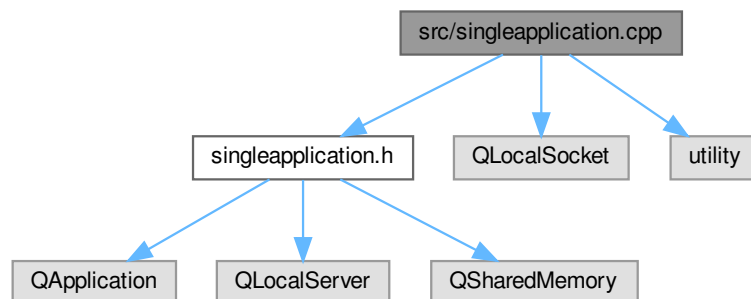 src/singleapplication.cpp
singleapplication.h
QLocalSocket
utility
QApplication
QLocalServer
QSharedMemory